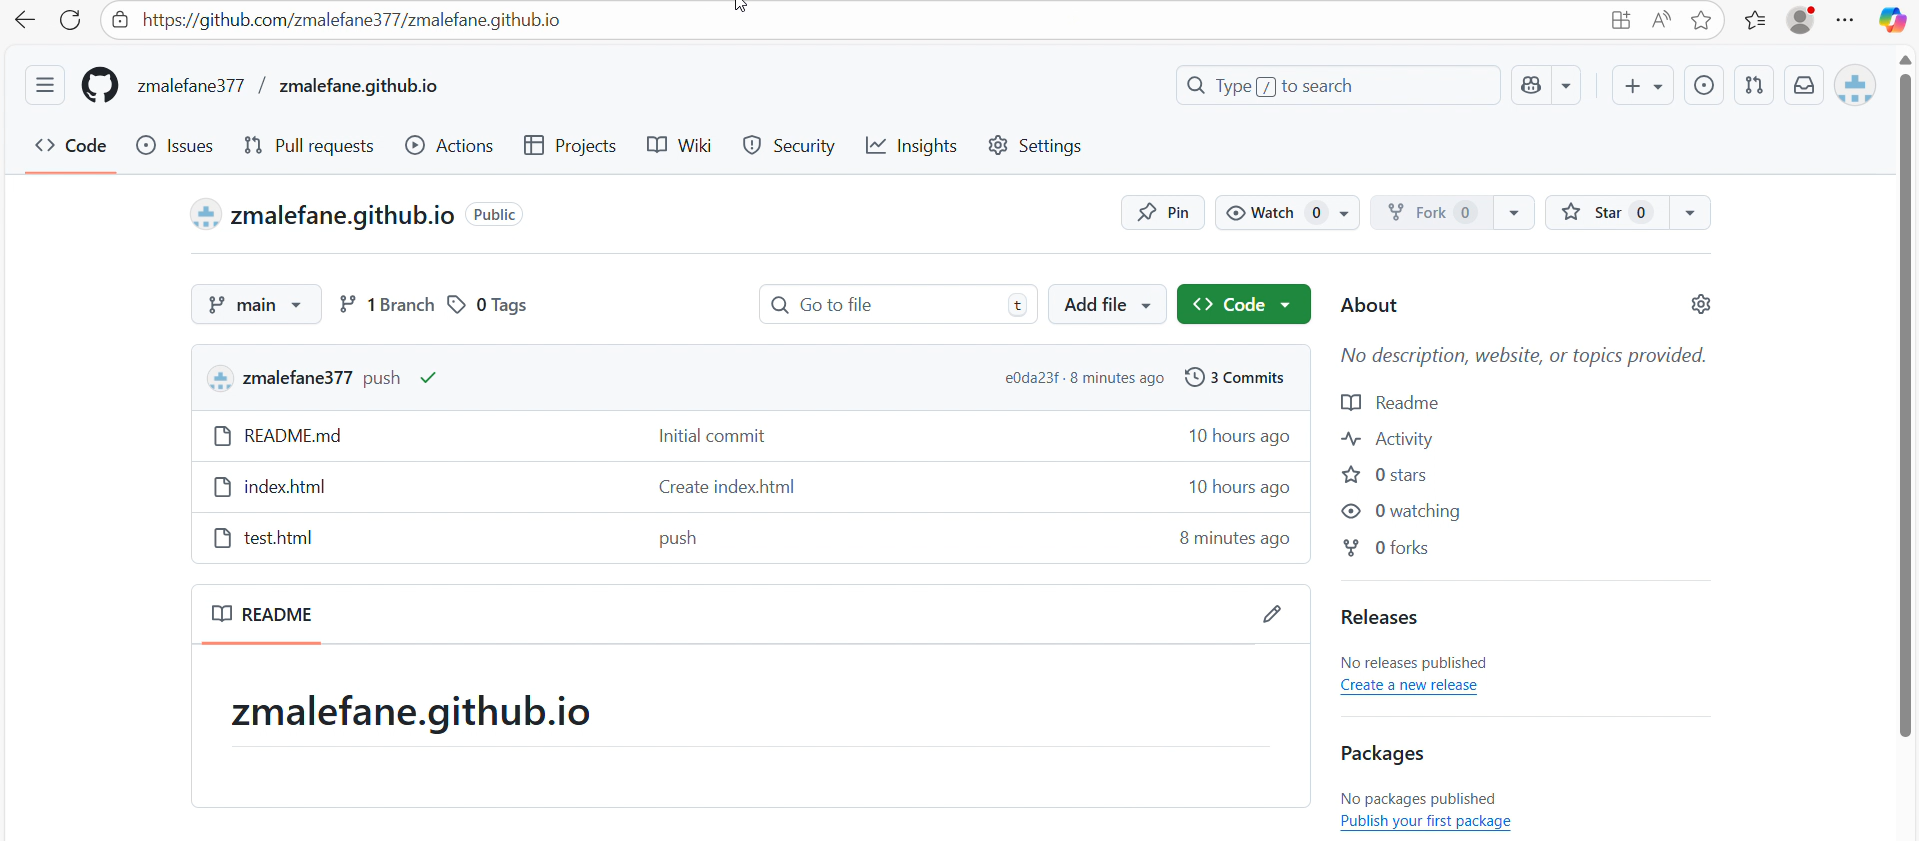 https://github.com/zmalefane377/zmalefane.github.io
zmalefane377 / zmalefane.github.io
Type / to search
Code Issues Pull requests Actions Projects Wiki Security Insights Settings
zmalefane.github.io Public
Pin Watch 0 Fork 0 Star 0
main 1 Branch 0 Tags Go to file t Add file Code
zmalefane377 push e0da23f · 8 minutes ago 3 Commits
README.md Initial commit 10 hours ago
index.html Create index.html 10 hours ago
test.html push 8 minutes ago
README
zmalefane.github.io
About
No description, website, or topics provided.
Readme
Activity
0 stars
0 watching
0 forks
Releases
No releases published
Create a new release
Packages
No packages published
Publish your first package